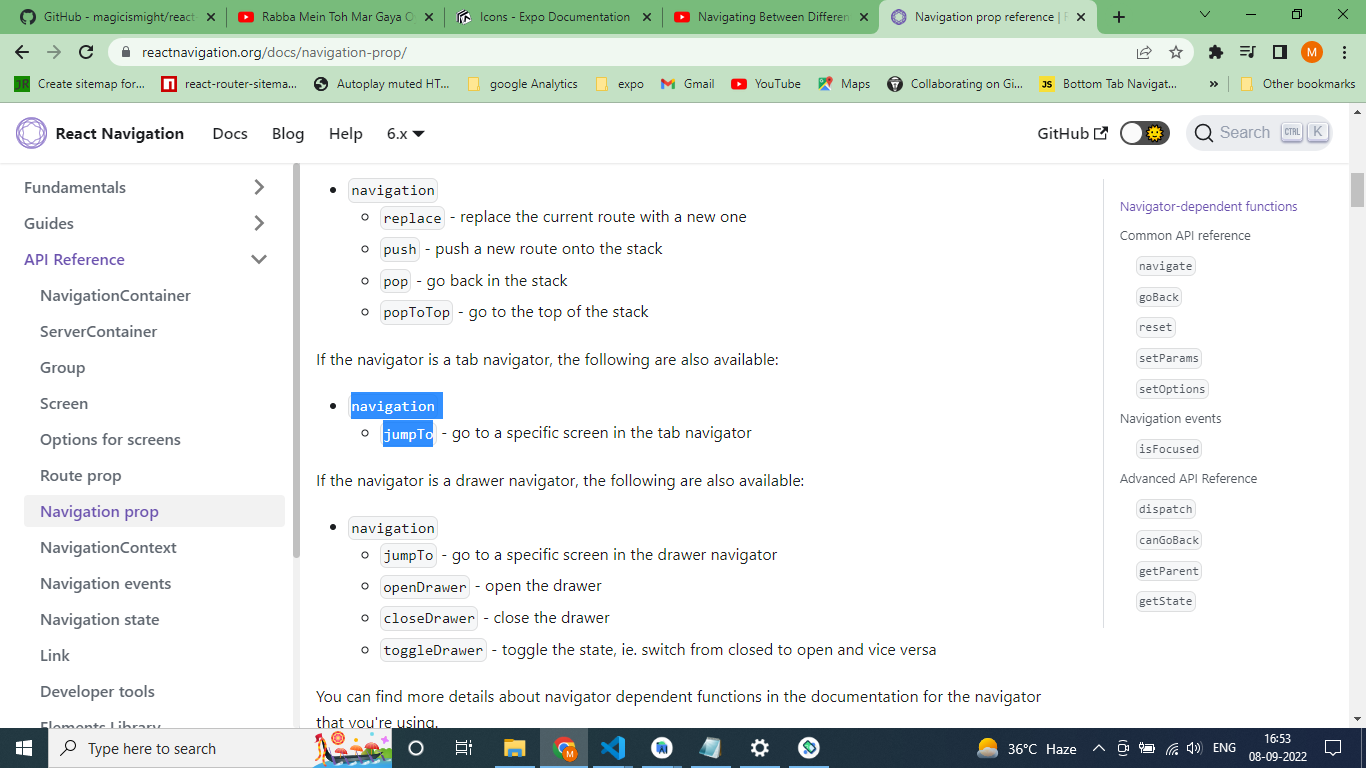 GitHub - magicismight/react
Rabba Mein Toh Mar Gaya O
Icons - Expo Documentation
Navigating Between Differen
Navigation prop reference |
reactnavigation.org/docs/navigation-prop/
M
JR Create sitemap for...
react-router-sitema...
Autoplay muted HT...
google Analytics
expo
Gmail
YouTube
Maps
Collaborating on Gi...
JS Bottom Tab Navigat...
»
Other bookmarks
React Navigation
Docs
Blog
Help
6.x
GitHub
Search CTRL K
Fundamentals
Guides
API Reference
NavigationContainer
ServerContainer
Group
Screen
Options for screens
Route prop
Navigation prop
NavigationContext
Navigation events
Navigation state
Link
Developer tools
Elements Library
navigation
replace - replace the current route with a new one
push - push a new route onto the stack
pop - go back in the stack
popToTop - go to the top of the stack
If the navigator is a tab navigator, the following are also available:
navigation
jumpTo - go to a specific screen in the tab navigator
If the navigator is a drawer navigator, the following are also available:
navigation
jumpTo - go to a specific screen in the drawer navigator
openDrawer - open the drawer
closeDrawer - close the drawer
toggleDrawer - toggle the state, ie. switch from closed to open and vice versa
You can find more details about navigator dependent functions in the documentation for the navigator
that you're using.
Navigator-dependent functions
Common API reference
navigate
goBack
reset
setParams
setOptions
Navigation events
isFocused
Advanced API Reference
dispatch
canGoBack
getParent
getState
Type here to search
M
36°C Haze
ENG
16:53
08-09-2022